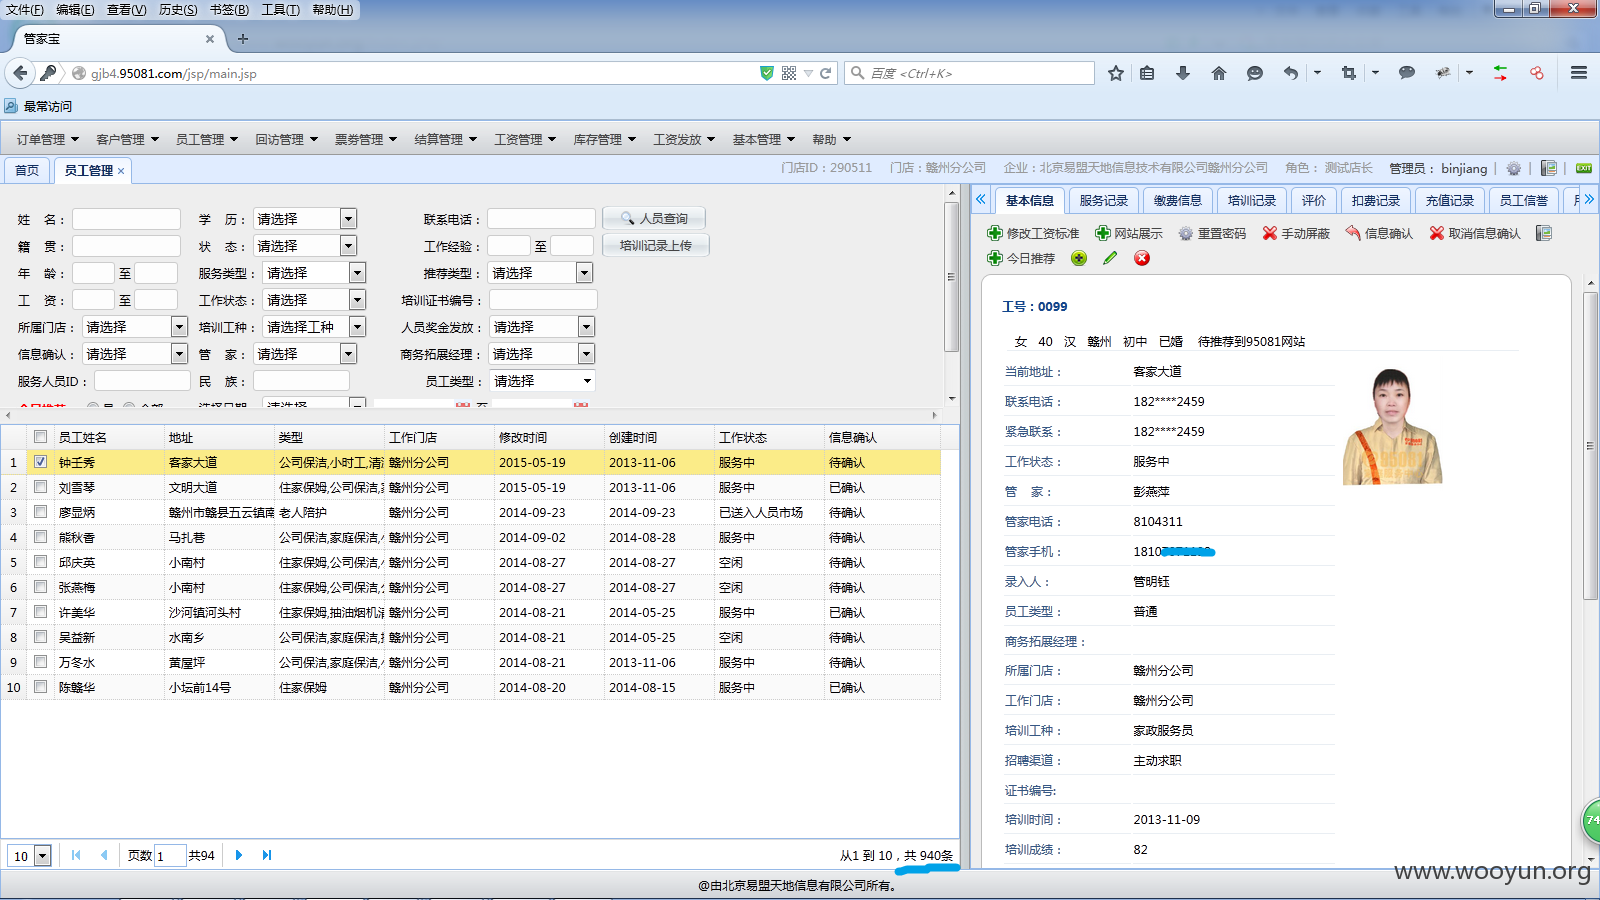 文件(F) 编辑(E) 查看(V) 历史(S) 书签(B) 工具(T) 帮助(H)
管家宝
gjb4.95081.com/jsp/main.jsp
百度 <Ctrl+K>
最常访问
订单管理 客户管理 员工管理 回访管理 票券管理 结算管理 工资管理 库存管理 工资发放 基本管理 帮助
首页 员工管理 门店ID：290511 门店：赣州分公司 企业：北京易盟天地信息技术有限公司赣州分公司 角色： 测试店长 管理员： binjiang
姓 名： 学 历： 请选择 联系电话： 人员查询
籍 贯： 状 态： 请选择 工作经验： 至 培训记录上传
年 龄： 至 服务类型： 请选择 推荐类型： 请选择
工 资： 至 工作状态： 请选择 培训证书编号：
所属门店： 请选择 培训工种： 请选择工种 人员奖金发放： 请选择
信息确认： 请选择 管 家： 请选择 商务拓展经理： 请选择
服务人员ID： 民 族： 员工类型： 请选择
员工姓名 地址 类型 工作门店 修改时间 创建时间 工作状态 信息确认
1 钟壬秀 客家大道 公司保洁,小时工,清 赣州分公司 2015-05-19 2013-11-06 服务中 待确认
2 刘雪琴 文明大道 住家保姆,公司保洁, 赣州分公司 2015-05-19 2013-11-06 服务中 已确认
3 廖显炳 赣州市赣县五云镇南 老人陪护 赣州分公司 2014-09-23 2014-09-23 已送入人员市场 待确认
4 熊秋香 马扎巷 公司保洁,家庭保洁, 赣州分公司 2014-09-02 2014-08-28 服务中 待确认
5 邱庆英 小南村 住家保姆,公司保洁, 赣州分公司 2014-08-27 2014-08-27 空闲 待确认
6 张燕梅 小南村 住家保姆,公司保洁, 赣州分公司 2014-08-27 2014-08-27 空闲 待确认
7 许美华 沙河镇河头村 住家保姆,抽油烟机清 赣州分公司 2014-08-21 2014-05-25 服务中 已确认
8 吴益新 水南乡 公司保洁,家庭保洁, 赣州分公司 2014-08-21 2014-05-25 空闲 待确认
9 万冬水 黄屋坪 公司保洁,家庭保洁, 赣州分公司 2014-08-21 2013-11-06 服务中 待确认
10 陈赣华 小坛前14号 住家保姆 赣州分公司 2014-08-20 2014-08-15 服务中 已确认
10 页数 1 共94 从1 到 10，共 940条
基本信息 服务记录 缴费信息 培训记录 评价 扣费记录 充值记录 员工信誉
修改工资标准 网站展示 重置密码 手动屏蔽 信息确认 取消信息确认
今日推荐
工号：0099
女 40 汉 赣州 初中 已婚 待推荐到95081网站
当前地址： 客家大道
联系电话： 182****2459
紧急联系： 182****2459
工作状态： 服务中
管 家： 彭燕萍
管家电话： 8104311
管家手机： 18107
录入人： 管明钰
员工类型： 普通
商务拓展经理：
所属门店： 赣州分公司
工作门店： 赣州分公司
培训工种： 家政服务员
招聘渠道： 主动求职
证书编号:
培训时间： 2013-11-09
培训成绩： 82
74
@由北京易盟天地信息有限公司所有。
www.wooyun.org